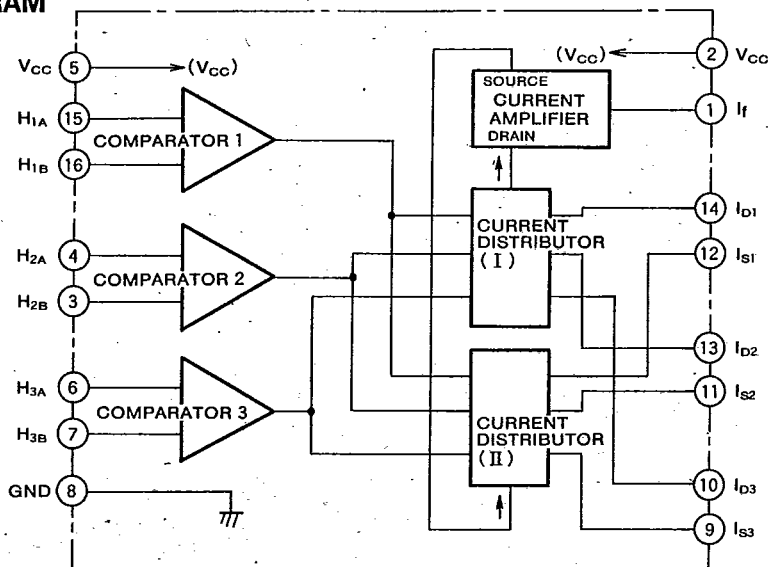 RAM
VCC 5 (VCC)
H1A 15
H1B 16
COMPARATOR 1
H2A 4
H2B 3
COMPARATOR 2
H3A 6
H3B 7
COMPARATOR 3
GND 8
(VCC) 2 VCC
SOURCE
CURRENT
AMPLIFIER
DRAIN
1 If
CURRENT
DISTRIBUTOR
(I)
14 ID1
12 IS1
13 ID2
11 IS2
CURRENT
DISTRIBUTOR
(II)
10 ID3
9 IS3